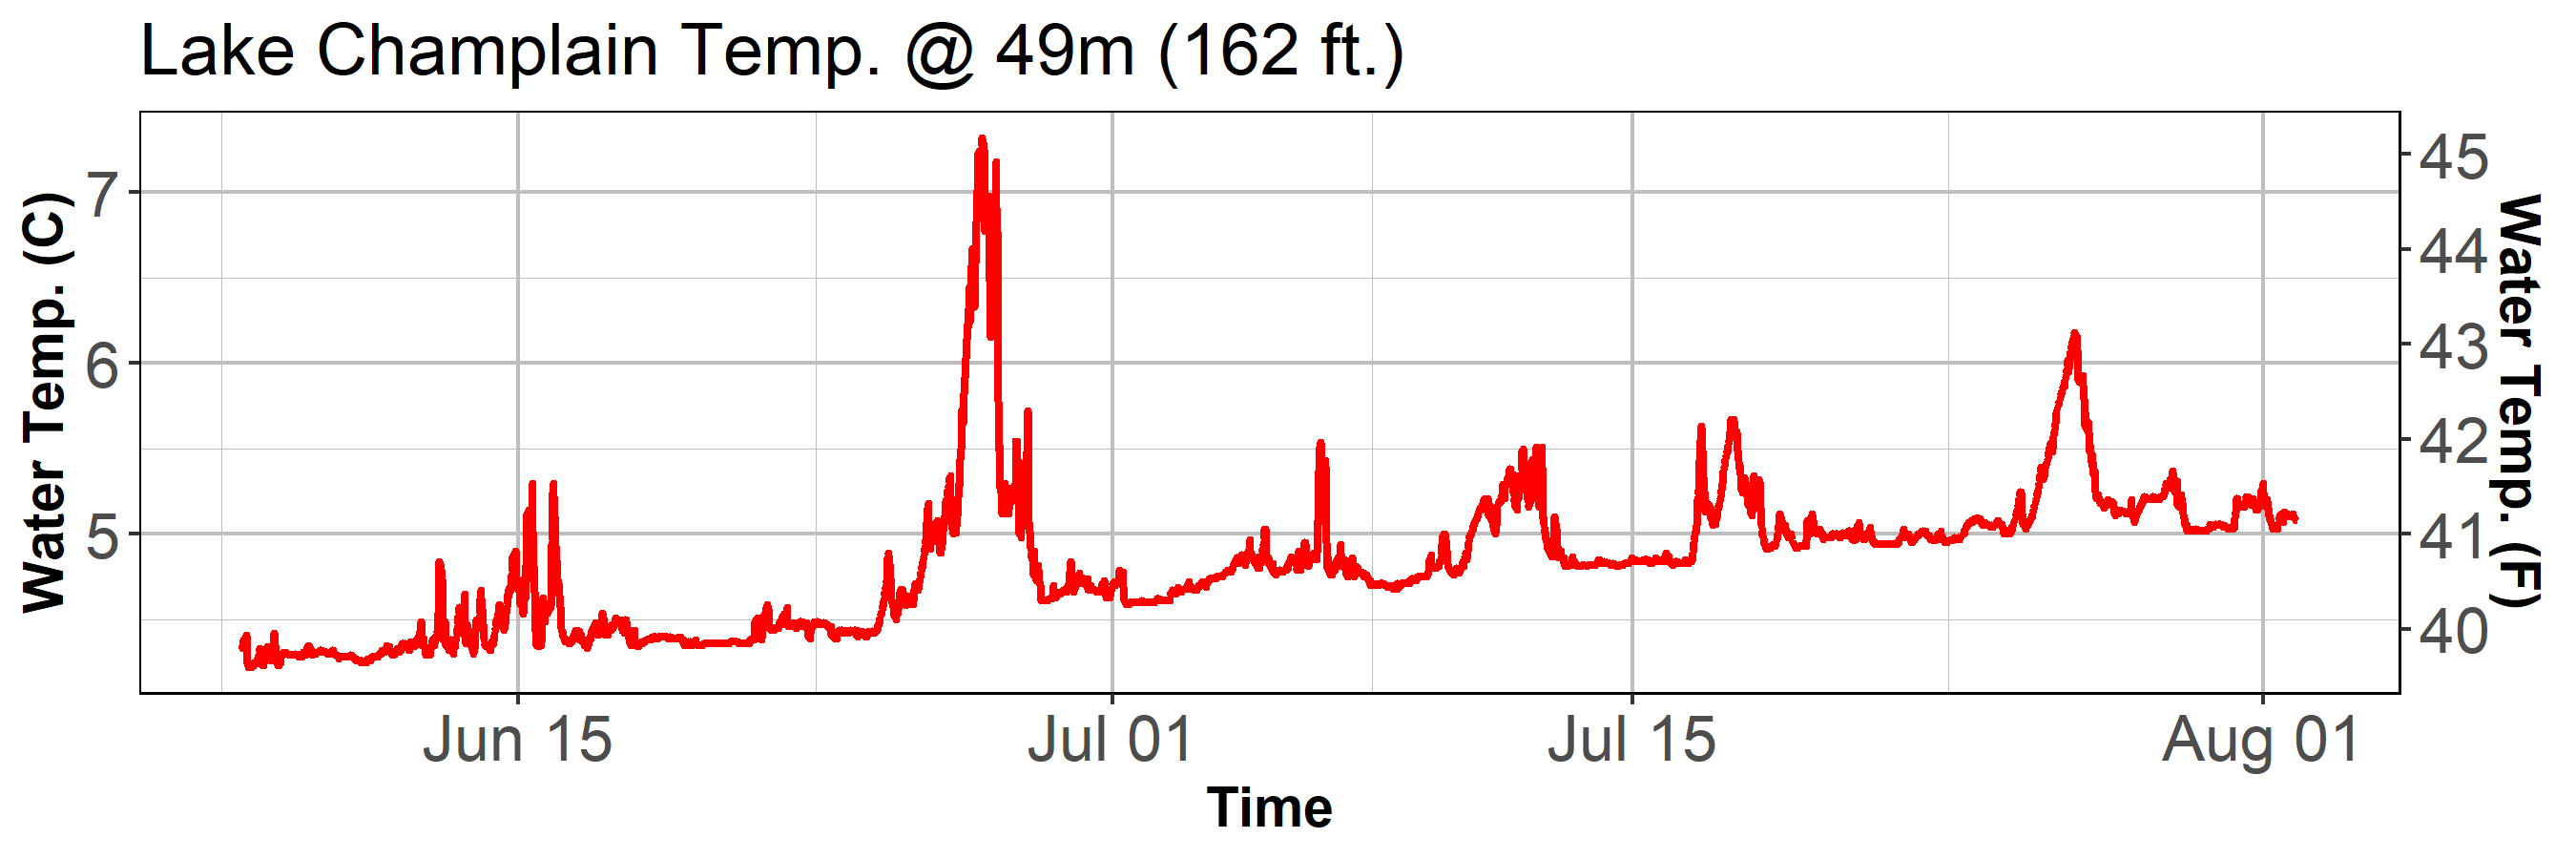 Lake Champlain Temp. @ 49m (162 ft.)
Water Temp. (C)
7
6
5
45
44
43
42
41
40
Water Temp. (F)
Jun 15
Jul 01
Jul 15
Aug 01
Time